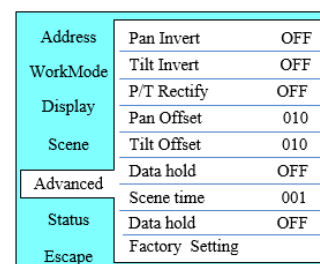 Address
WorkMode
Display
Scene
Advanced
Status
Escape
Pan Invert OFF
Tilt Invert OFF
P/T Rectify OFF
Pan Offset 010
Tilt Offset 010
Data hold OFF
Scene time 001
Data hold OFF
Factory Setting